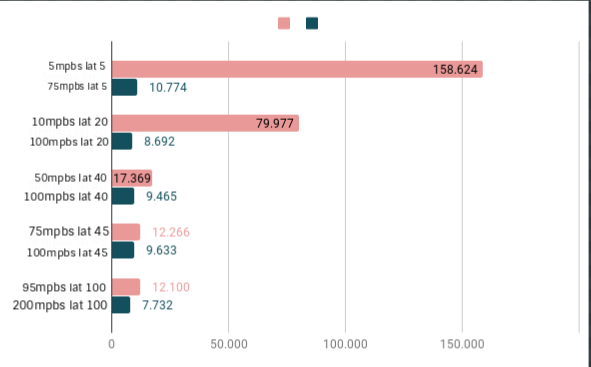 5mpbs lat 5
158.624
75mpbs lat 5
10.774
10mpbs lat 20
79.977
100mpbs lat 20
8.692
50mpbs lat 40
17.369
100mpbs lat 40
9.465
75mpbs lat 45
12.266
100mpbs lat 45
9.633
95mpbs lat 100
12.100
200mpbs lat 100
7.732
0
50.000
100.000
150.000